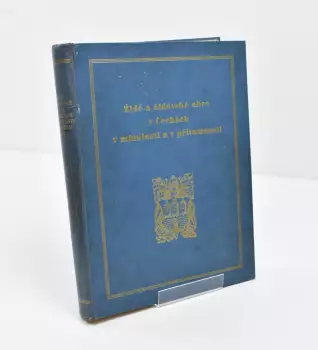 Židé a židovské obce
v Čechách
v minulosti a v přítomnosti